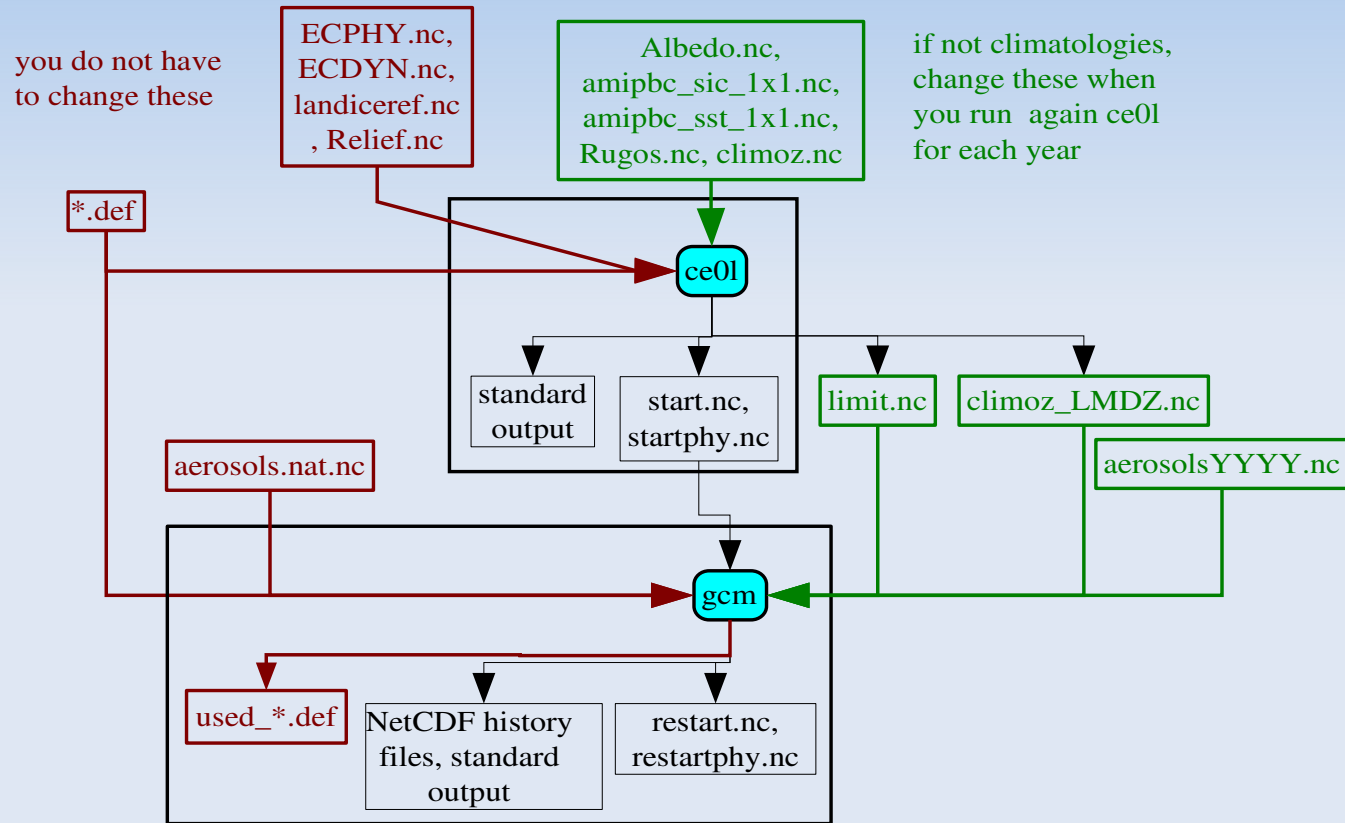 you do not have
to change these
ECPHY.nc,
ECDYN.nc,
landiceref.nc
, Relief.nc
Albedo.nc,
amipbc_sic_1x1.nc,
amipbc_sst_1x1.nc,
Rugos.nc, climoz.nc
if not climatologies,
change these when
you run again ce0l
for each year
*.def
ce0l
standard
output
start.nc,
startphy.nc
limit.nc
climoz_LMDZ.nc
aerosols.nat.nc
aerosolsYYYY.nc
gcm
used_*.def
NetCDF history
files, standard
output
restart.nc,
restartphy.nc